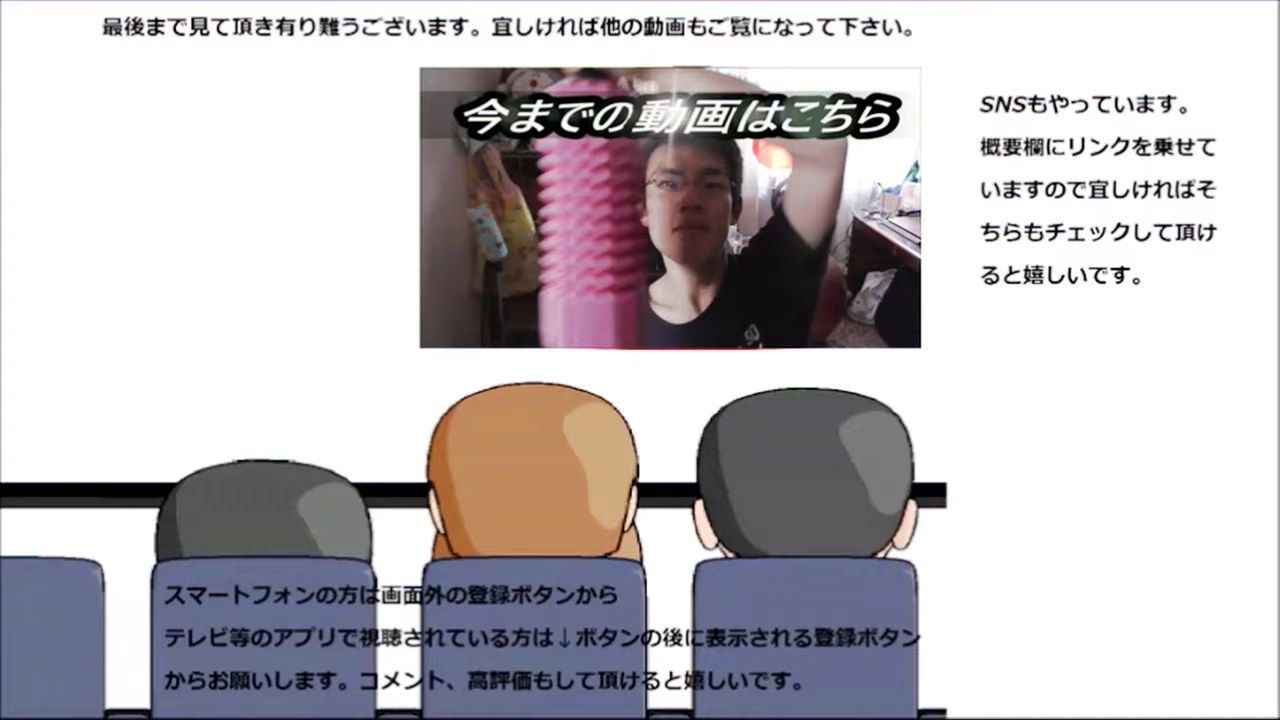 最後まで見て頂き有り難うございます。宜しければ他の動画もご覧になって下さい。
今までの動画はこちら
SNSもやっています。
概要欄にリンクを乗せて
いますので宜しければそ
ちらもチェックして頂け
ると嬉しいです。
スマートフォンの方は画面外の登録ボタンから
テレビ等のアプリで視聴されている方は↓ボタンの後に表示される登録ボタン
からお願いします。コメント、高評価もして頂けると嬉しいです。